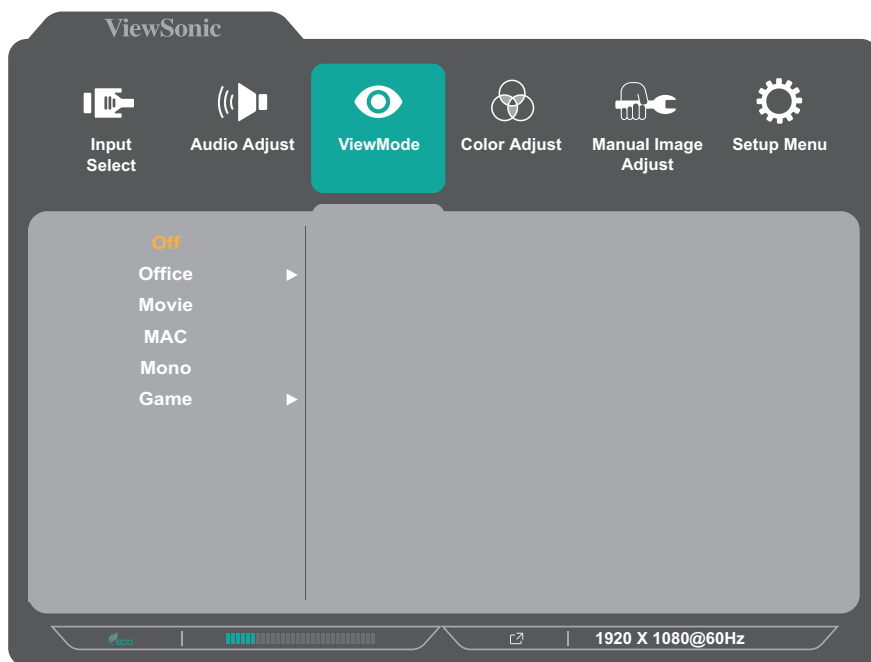 ViewSonic
Input Select
Audio Adjust
ViewMode
Color Adjust
Manual Image Adjust
Setup Menu
Off
Office
Movie
MAC
Mono
Game
eco
1920 X 1080@60Hz